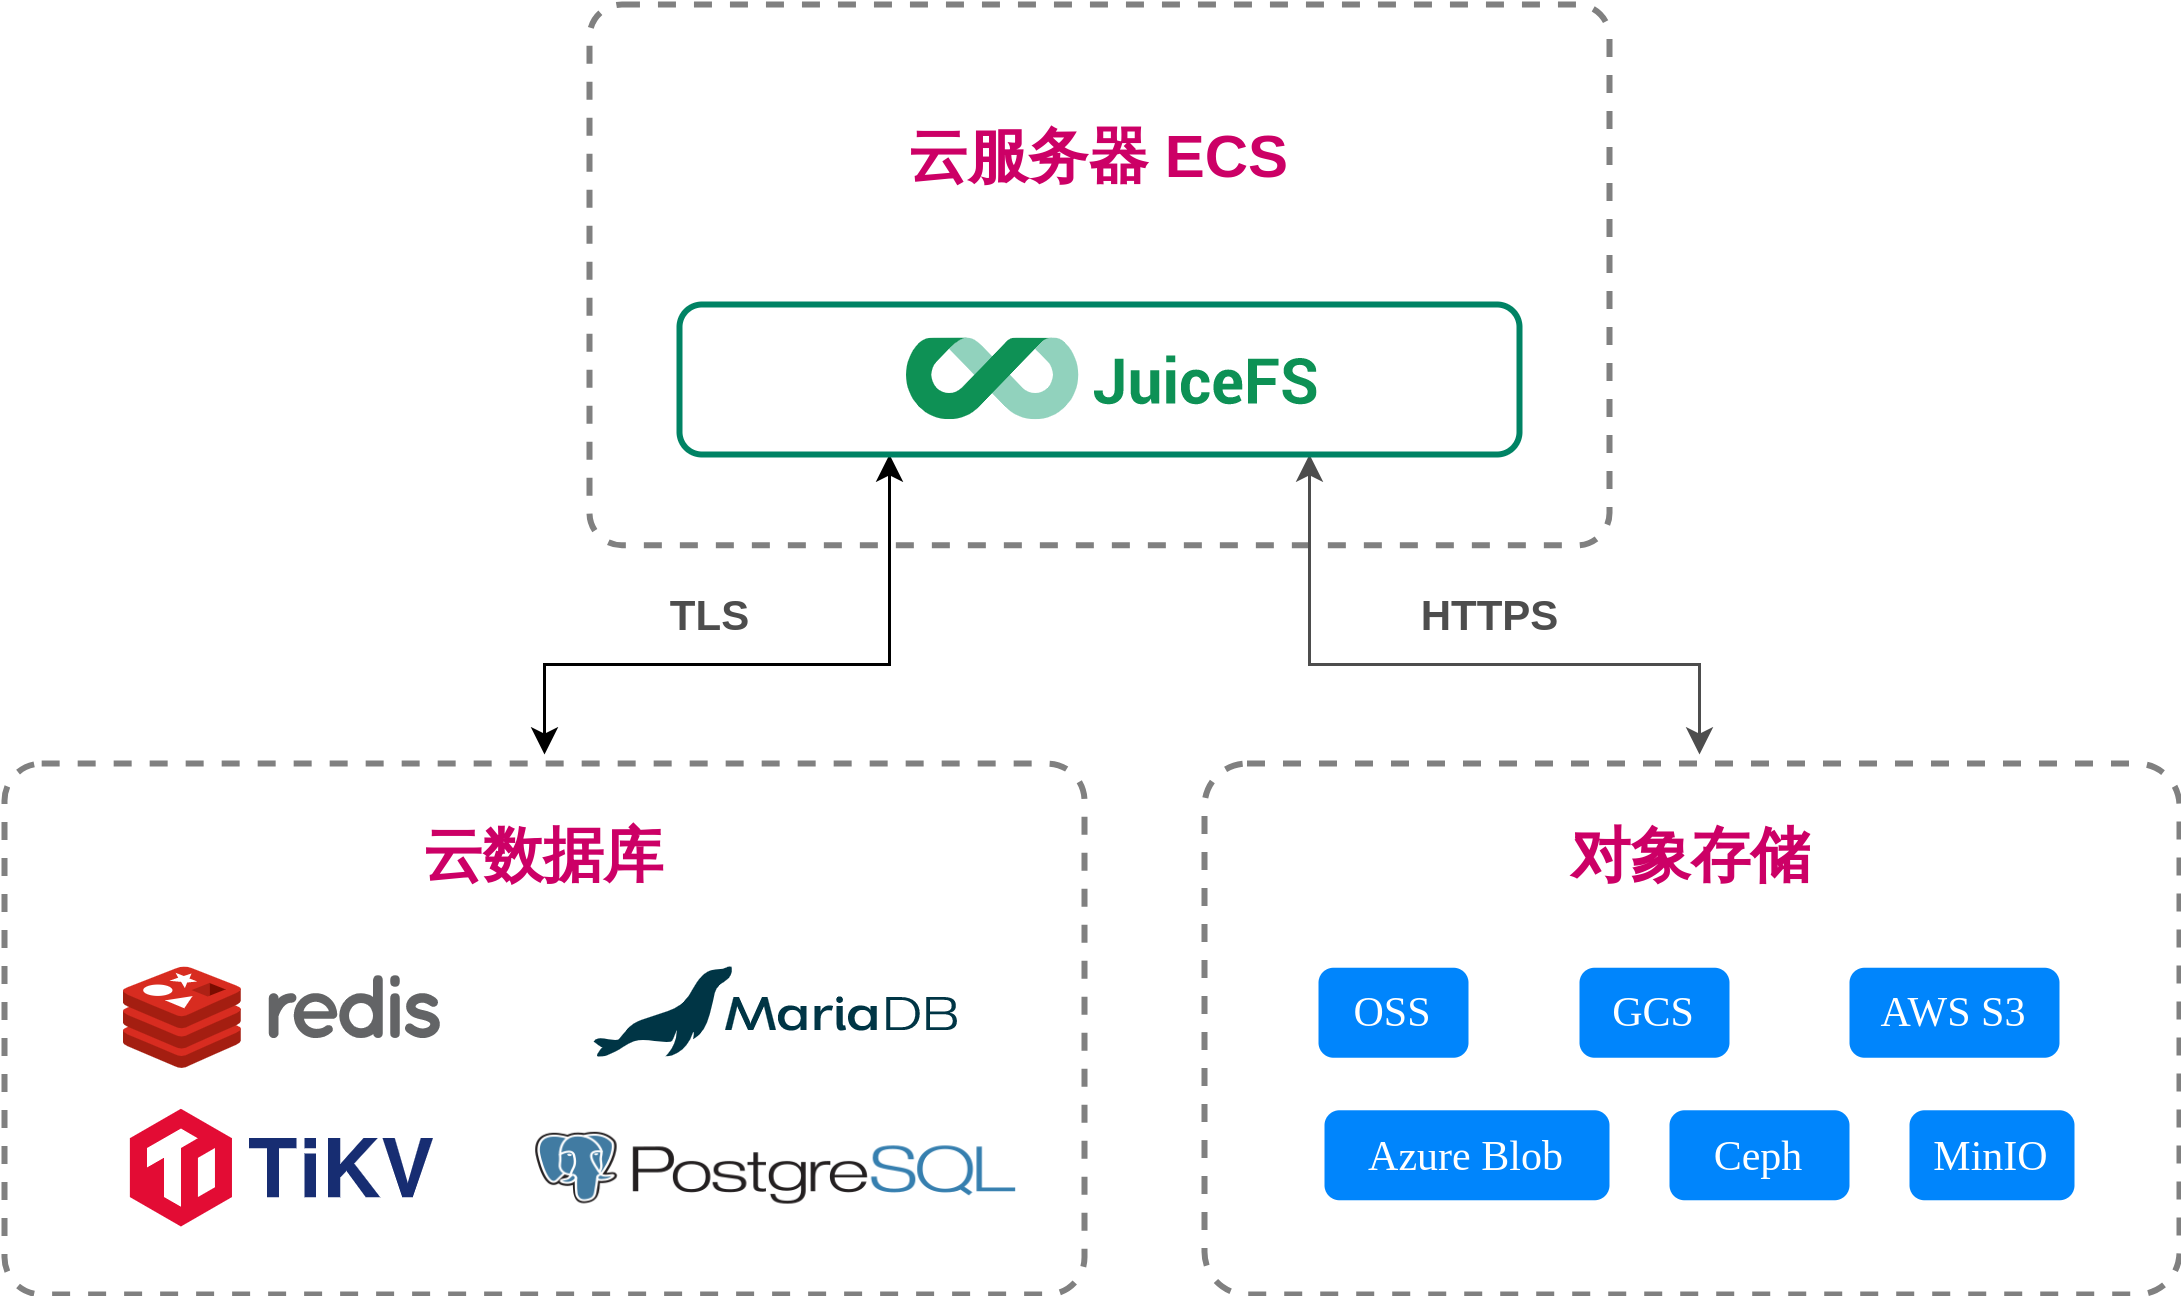 云服务器 ECS
JuiceFS
TLS
HTTPS
云数据库
redis
MariaDB
TiKV
PostgreSQL
对象存储
OSS
GCS
AWS S3
Azure Blob
Ceph
MinIO